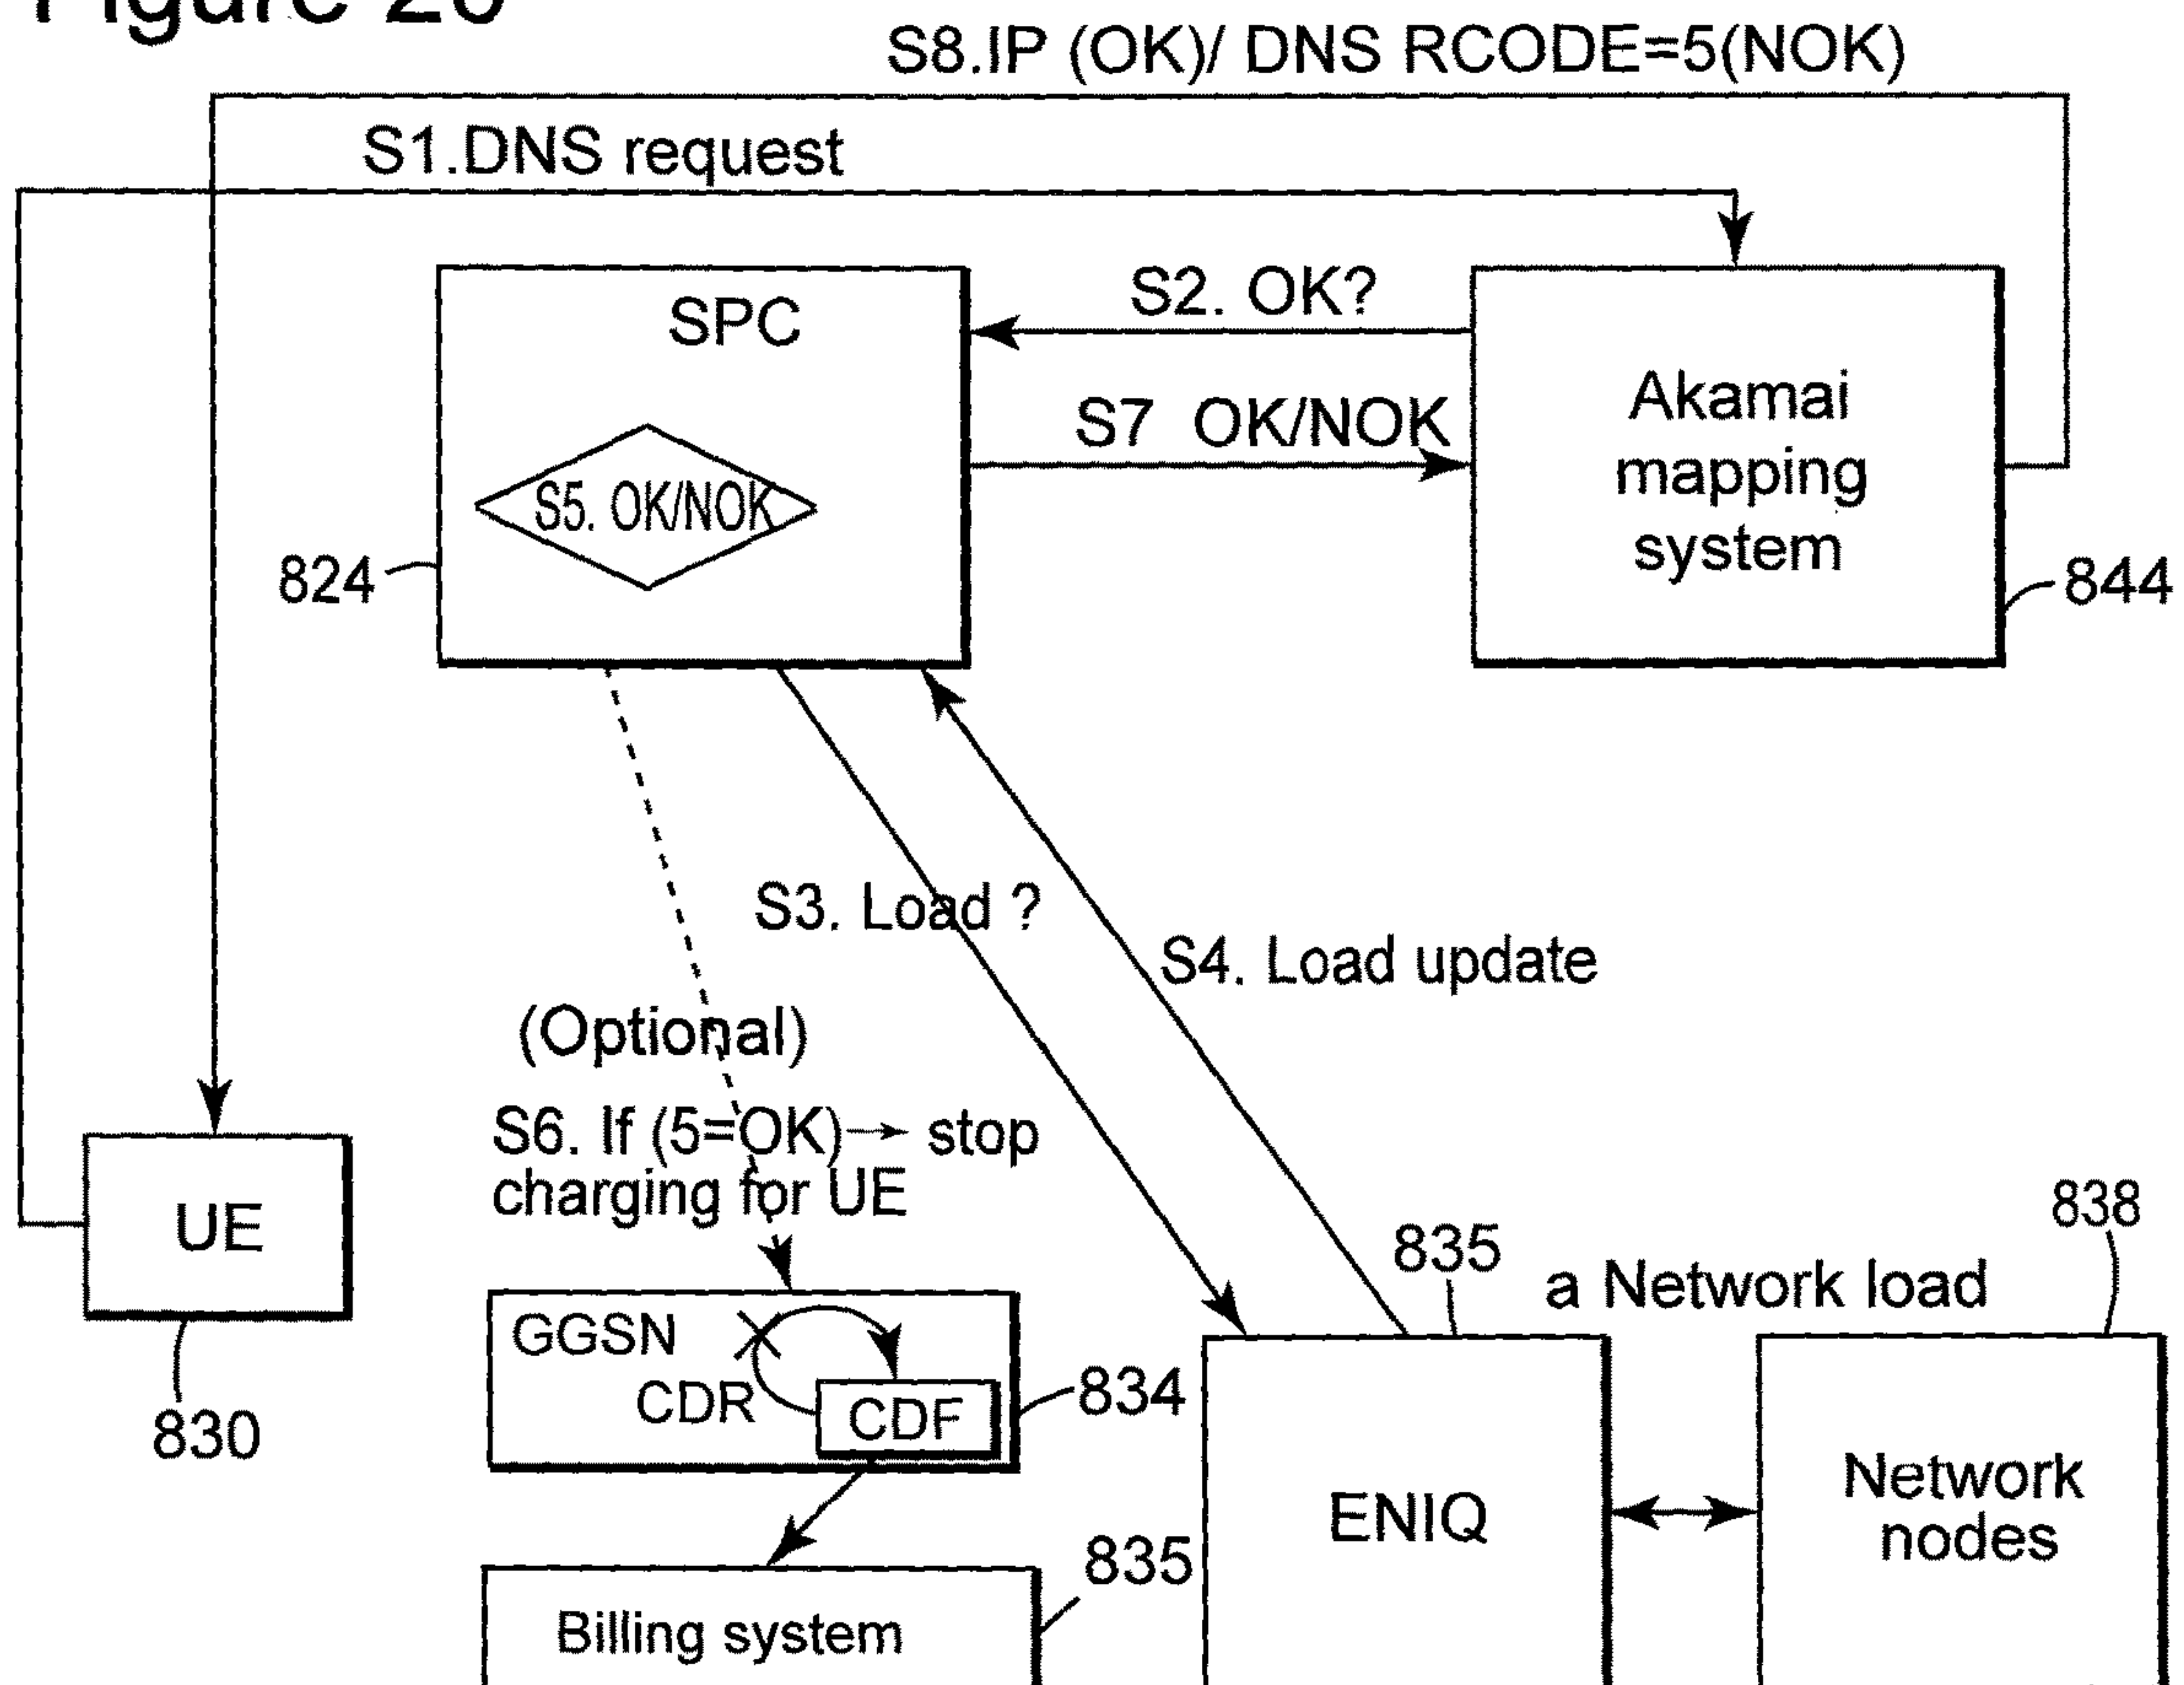 Figure 20
S8.IP (OK)/ DNS RCODE=5(NOK)
S1.DNS request
SPC
S2. OK?
S7 OK/NOK
S5. OK/NOK
Akamai
mapping
system
824
844
S3. Load ?
S4. Load update
(Optional)
S6. If (5=OK)→ stop
charging for UE
UE
830
GGSN
CDR
CDF
834
835
a Network load
838
ENIQ
Network
nodes
835
Billing system